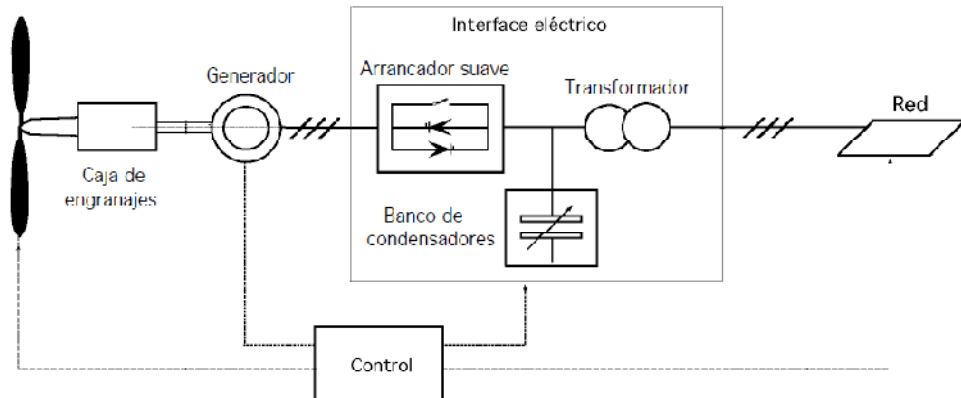 Interface eléctrico
Arrancador suave
Generador
Transformador
Red
Caja de
engranajes
Banco de
condensadores
Control